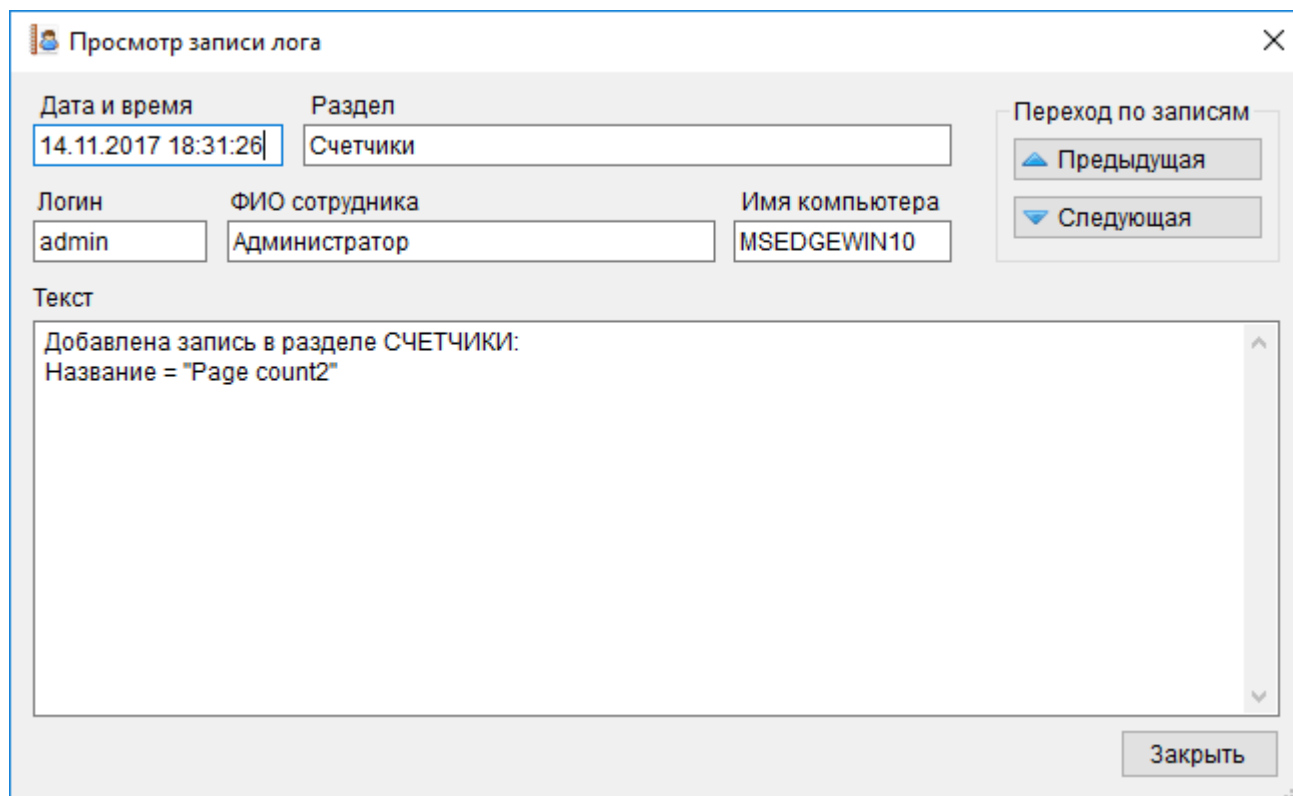 Просмотр записи лога
Дата и время
Раздел
14.11.2017 18:31:26
Счетчики
Переход по записям
Предыдущая
Следующая
Логин
ФИО сотрудника
Имя компьютера
admin
Администратор
MSEDGEWIN10
Текст
Добавлена запись в разделе СЧЕТЧИКИ:
Название = "Page count2"
Закрыть